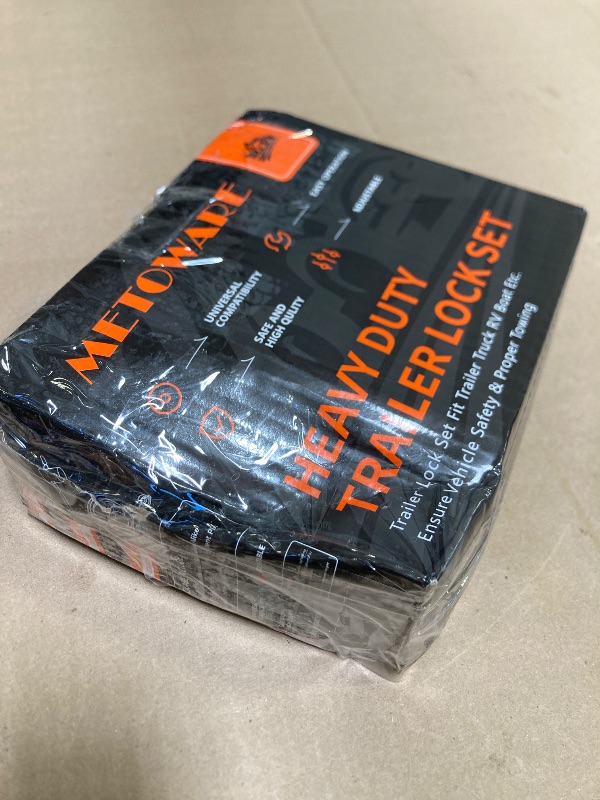 METOWARE
EASY OPERATION
ADJUSTABLE
UNIVERSAL
COMPATIBILITY
SAFE AND
HIGH QULITY
HEAVY DUTY
TRAILER LOCK SET
Trailer Lock Set Fit Trailer Truck RV Boat Etc.
Ensure Vehicle Safety & Proper Towing